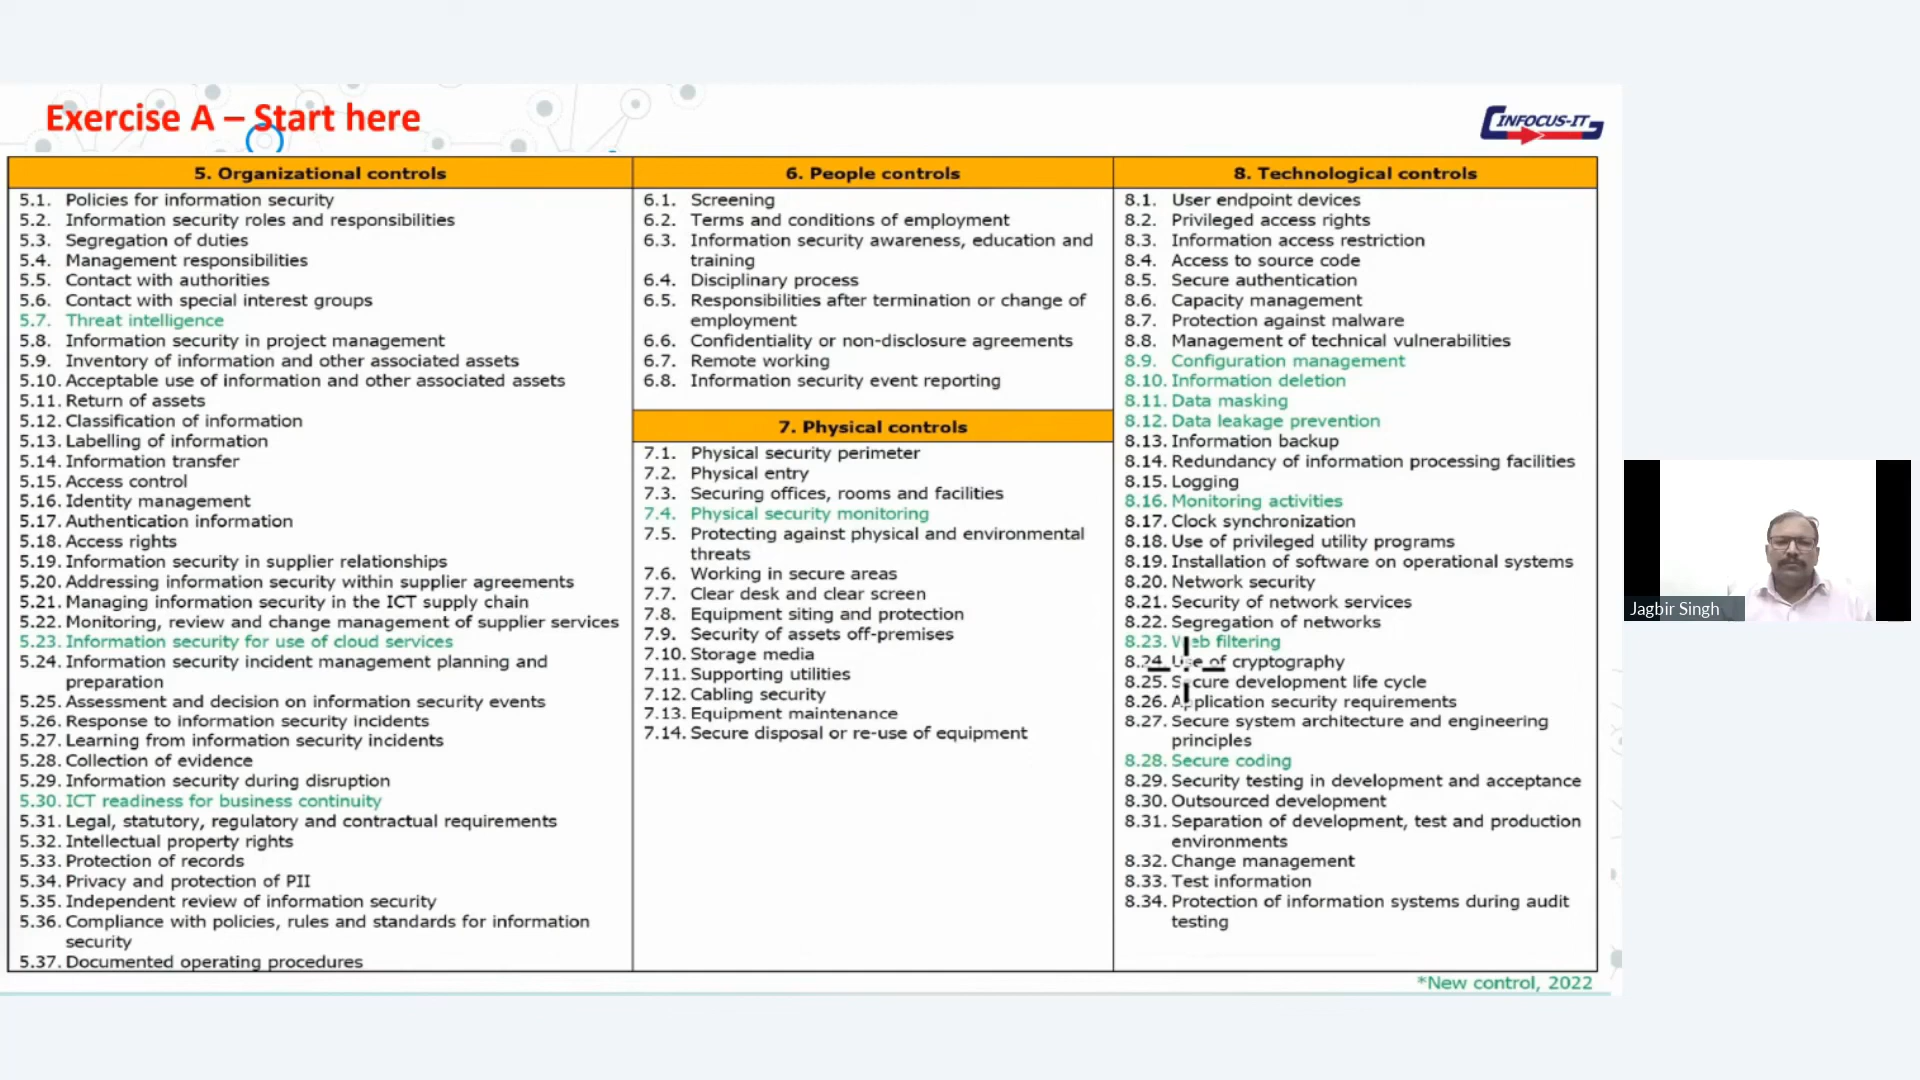 Exercise A – Start here
INFOCUS-IT
5. Organizational controls
5.1. Policies for information security
5.2. Information security roles and responsibilities
5.3. Segregation of duties
5.4. Management responsibilities
5.5. Contact with authorities
5.6. Contact with special interest groups
5.7. Threat intelligence
5.8. Information security in project management
5.9. Inventory of information and other associated assets
5.10. Acceptable use of information and other associated assets
5.11. Return of assets
5.12. Classification of information
5.13. Labelling of information
5.14. Information transfer
5.15. Access control
5.16. Identity management
5.17. Authentication information
5.18. Access rights
5.19. Information security in supplier relationships
5.20. Addressing information security within supplier agreements
5.21. Managing information security in the ICT supply chain
5.22. Monitoring, review and change management of supplier services
5.23. Information security for use of cloud services
5.24. Information security incident management planning and
preparation
5.25. Assessment and decision on information security events
5.26. Response to information security incidents
5.27. Learning from information security incidents
5.28. Collection of evidence
5.29. Information security during disruption
5.30. ICT readiness for business continuity
5.31. Legal, statutory, regulatory and contractual requirements
5.32. Intellectual property rights
5.33. Protection of records
5.34. Privacy and protection of PII
5.35. Independent review of information security
5.36. Compliance with policies, rules and standards for information
security
5.37. Documented operating procedures
6. People controls
6.1. Screening
6.2. Terms and conditions of employment
6.3. Information security awareness, education and
training
6.4. Disciplinary process
6.5. Responsibilities after termination or change of
employment
6.6. Confidentiality or non-disclosure agreements
6.7. Remote working
6.8. Information security event reporting
7. Physical controls
7.1. Physical security perimeter
7.2. Physical entry
7.3. Securing offices, rooms and facilities
7.4. Physical security monitoring
7.5. Protecting against physical and environmental
threats
7.6. Working in secure areas
7.7. Clear desk and clear screen
7.8. Equipment siting and protection
7.9. Security of assets off-premises
7.10. Storage media
7.11. Supporting utilities
7.12. Cabling security
7.13. Equipment maintenance
7.14. Secure disposal or re-use of equipment
8. Technological controls
8.1. User endpoint devices
8.2. Privileged access rights
8.3. Information access restriction
8.4. Access to source code
8.5. Secure authentication
8.6. Capacity management
8.7. Protection against malware
8.8. Management of technical vulnerabilities
8.9. Configuration management
8.10. Information deletion
8.11. Data masking
8.12. Data leakage prevention
8.13. Information backup
8.14. Redundancy of information processing facilities
8.15. Logging
8.16. Monitoring activities
8.17. Clock synchronization
8.18. Use of privileged utility programs
8.19. Installation of software on operational systems
8.20. Network security
8.21. Security of network services
8.22. Segregation of networks
8.23. Web filtering
8.24. Use of cryptography
8.25. Secure development life cycle
8.26. Application security requirements
8.27. Secure system architecture and engineering
principles
8.28. Secure coding
8.29. Security testing in development and acceptance
8.30. Outsourced development
8.31. Separation of development, test and production
environments
8.32. Change management
8.33. Test information
8.34. Protection of information systems during audit
testing
*New control, 2022
Jagbir Singh